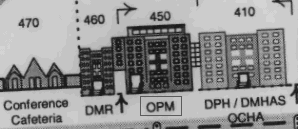 470 460 450 410
Conference
Cafeteria
DMR OPM DPH / DMHAS
OCHA